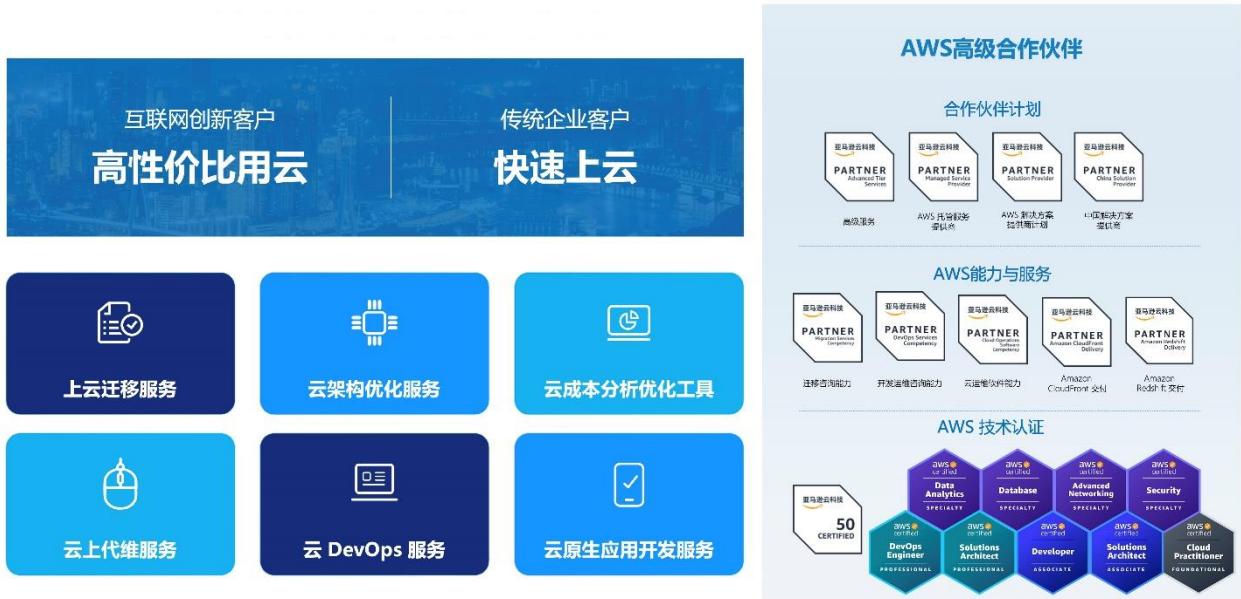 互联网创新客户
高性价比用云
传统企业客户
快速上云
上云迁移服务
云架构优化服务
云成本分析优化工具
云上代维服务
云 DevOps 服务
云原生应用开发服务
AWS高级合作伙伴
合作伙伴计划
亚马逊云科技
PARTNER
Advanced Tier
Services
高级服务
亚马逊云科技
PARTNER
Managed Service
Provider
AWS 托管服务
提供商
亚马逊云科技
PARTNER
Solution Provider
AWS 解决方案
提供商计划
亚马逊云科技
PARTNER
China Solution
Provider
中国解决方案
提供商
AWS能力与服务
亚马逊云科技
PARTNER
Migration Services
Competency
迁移咨询能力
亚马逊云科技
PARTNER
DevOps Services
Competency
开发运维咨询能力
亚马逊云科技
PARTNER
Cloud Operations
Software
Competency
云运维软件能力
亚马逊云科技
PARTNER
Amazon CloudFront
Delivery
Amazon
CloudFront 交付
亚马逊云科技
PARTNER
Amazon Redshift
Delivery
Amazon
Redshift 交付
AWS 技术认证
亚马逊云科技
50
CERTIFIED
aws
certified
Data
Analytics
SPECIALTY
aws
certified
Database
SPECIALTY
aws
certified
Advanced
Networking
SPECIALTY
aws
certified
Security
SPECIALTY
aws
certified
DevOps
Engineer
PROFESSIONAL
aws
certified
Solutions
Architect
PROFESSIONAL
aws
certified
Developer
ASSOCIATE
aws
certified
Solutions
Architect
ASSOCIATE
aws
certified
Cloud
Practitioner
FOUNDATIONAL